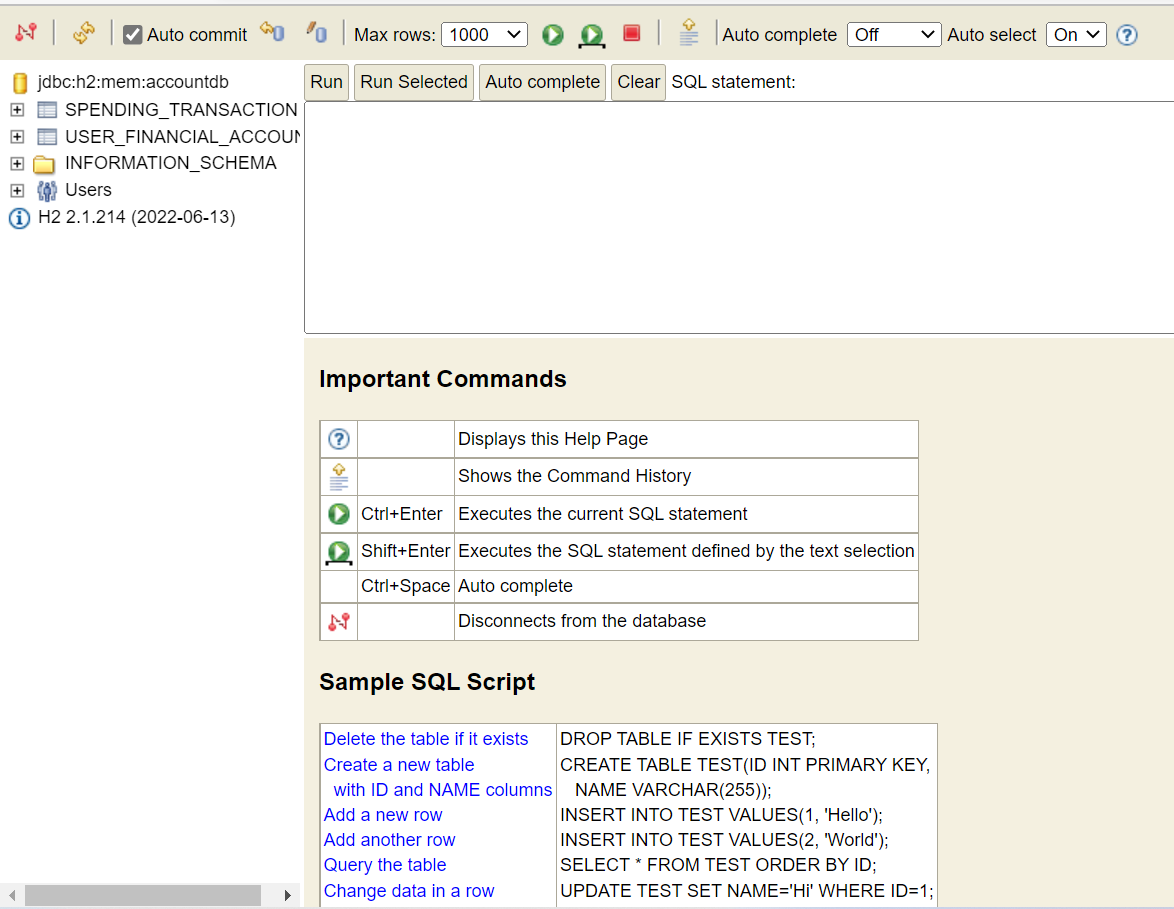 Auto commit Max rows: 1000 Auto complete Off Auto select On
jdbc:h2:mem:accountdb
SPENDING_TRANSACTION
USER_FINANCIAL_ACCOUN
INFORMATION_SCHEMA
Users
H2 2.1.214 (2022-06-13)
Run Run Selected Auto complete Clear SQL statement:
Important Commands
Displays this Help Page
Shows the Command History
Ctrl+Enter Executes the current SQL statement
Shift+Enter Executes the SQL statement defined by the text selection
Ctrl+Space Auto complete
Disconnects from the database
Sample SQL Script
Delete the table if it exists DROP TABLE IF EXISTS TEST;
Create a new table CREATE TABLE TEST(ID INT PRIMARY KEY,
with ID and NAME columns NAME VARCHAR(255));
Add a new row INSERT INTO TEST VALUES(1, 'Hello');
Add another row INSERT INTO TEST VALUES(2, 'World');
Query the table SELECT * FROM TEST ORDER BY ID;
Change data in a row UPDATE TEST SET NAME='Hi' WHERE ID=1;